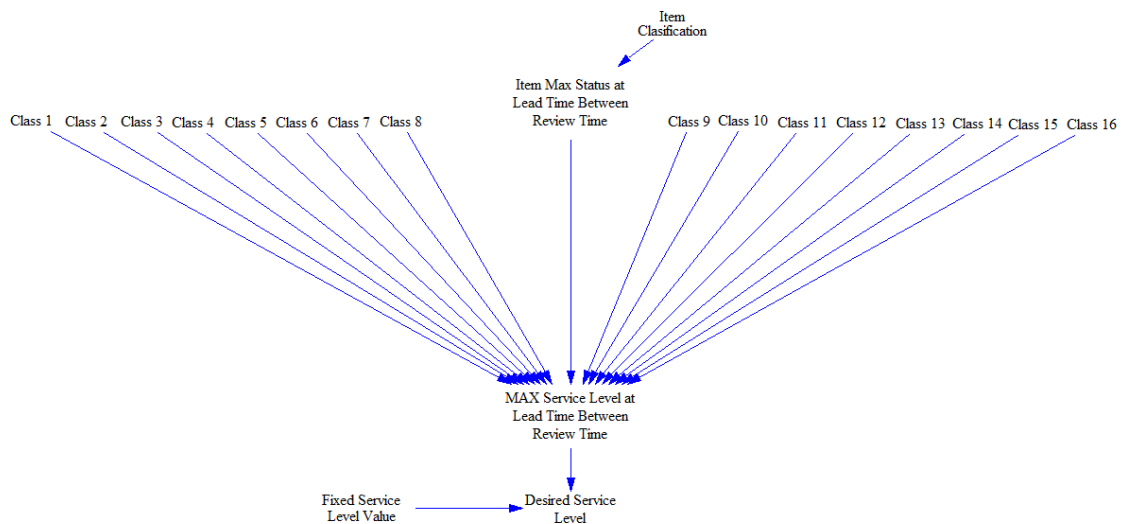 Item
Clasification
Item Max Status at
Lead Time Between
Review Time
Class 1 Class 2 Class 3 Class 4 Class 5 Class 6 Class 7 Class 8 Class 9 Class 10 Class 11 Class 12 Class 13 Class 14 Class 15 Class 16
MAX Service Level at
Lead Time Between
Review Time
Fixed Service
Level Value
Desired Service
Level